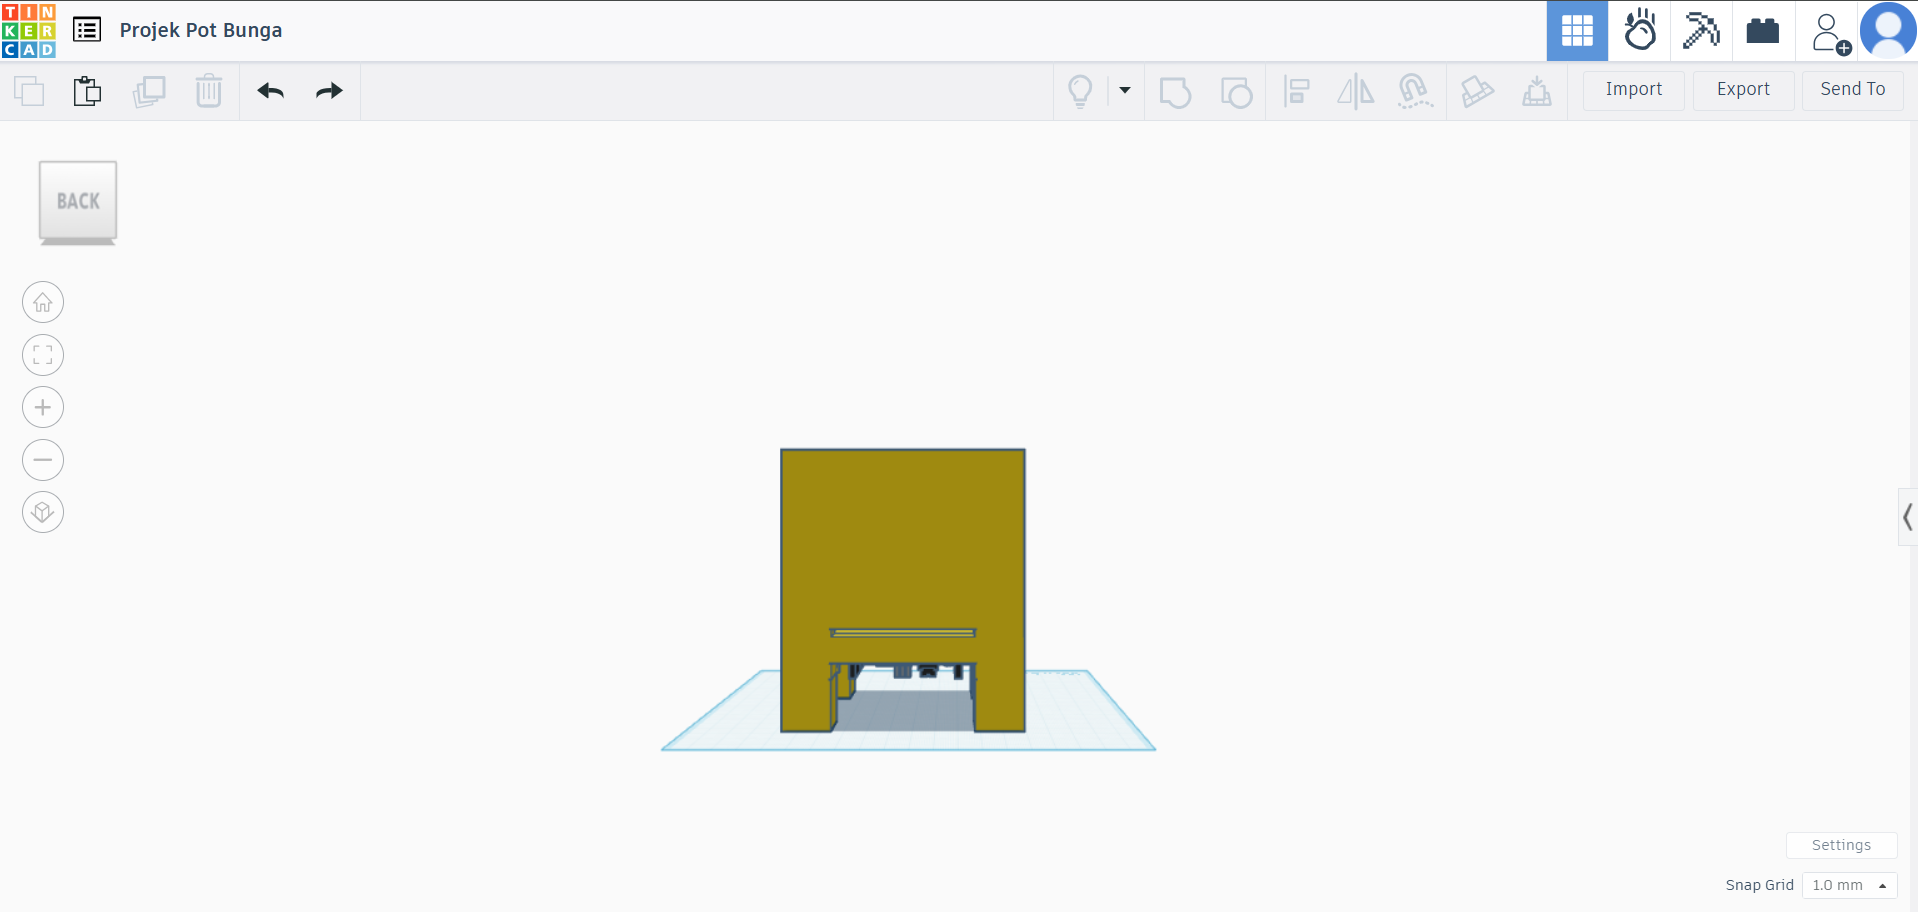 TIN
KER
CAD
Projek Pot Bunga
Import
Export
Send To
BACK
Settings
Snap Grid
1.0 mm